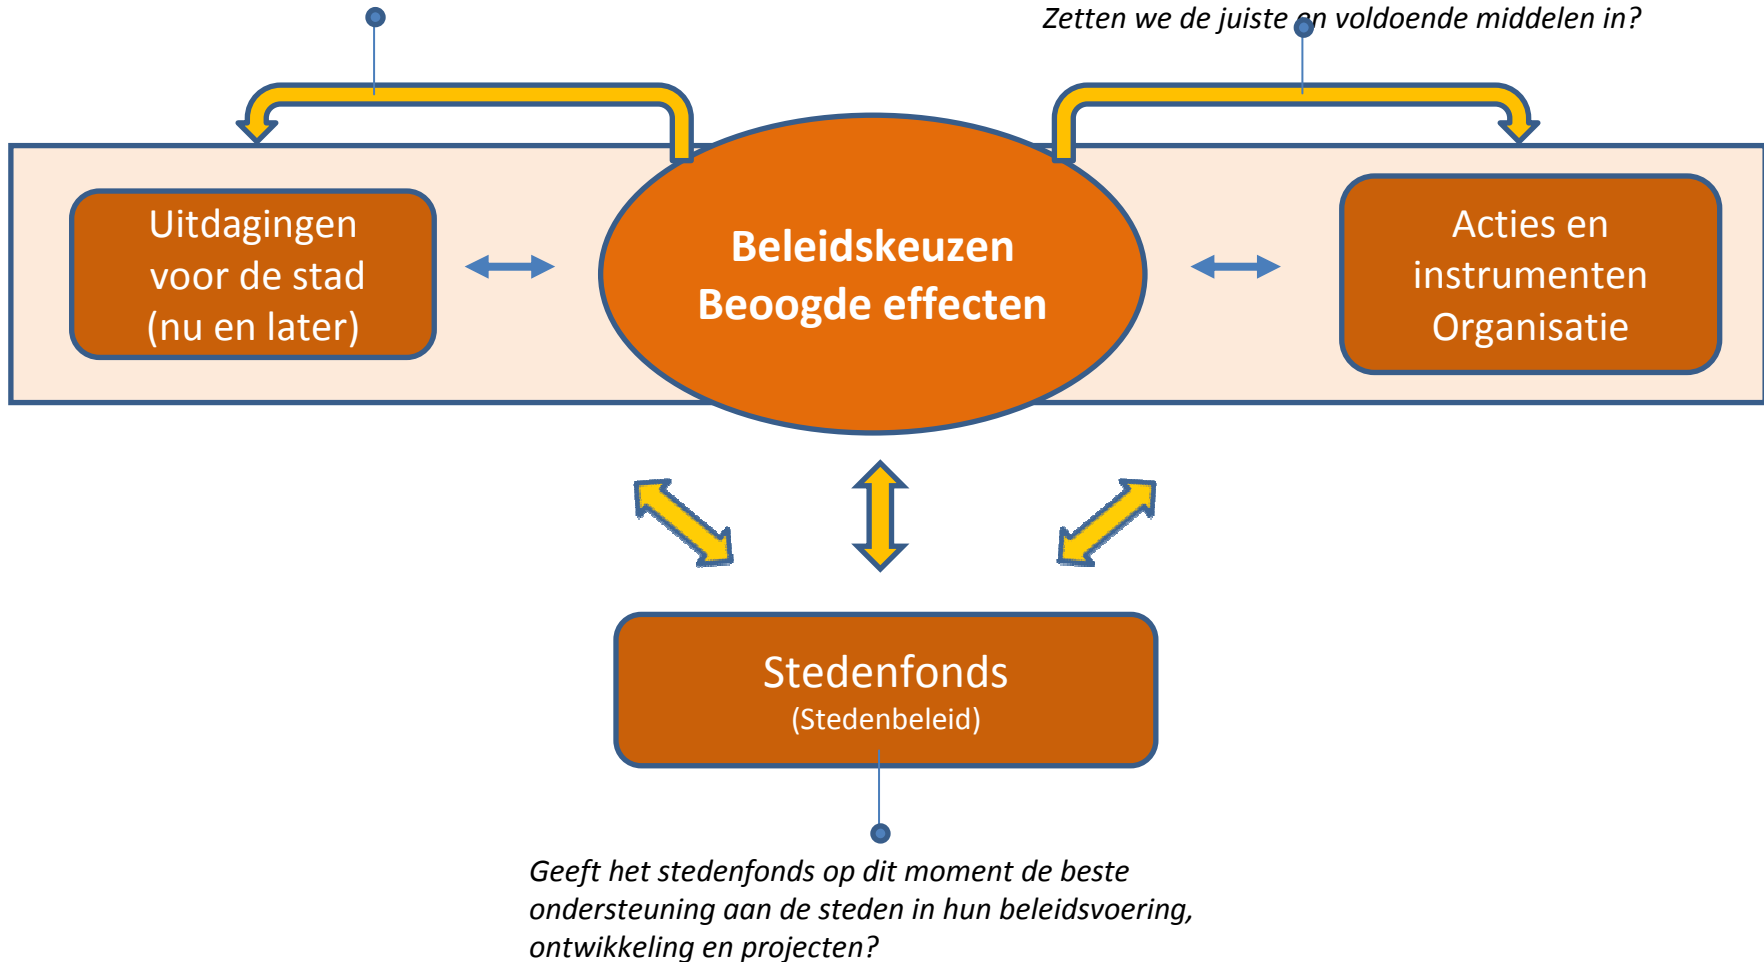 Zetten we de juiste en voldoende middelen in?
Uitdagingen
voor de stad
(nu en later)
Beleidskeuzen
Beoogde effecten
Acties en
instrumenten
Organisatie
Stedenfonds
(Stedenbeleid)
Geeft het stedenfonds op dit moment de beste
ondersteuning aan de steden in hun beleidsvoering,
ontwikkeling en projecten?